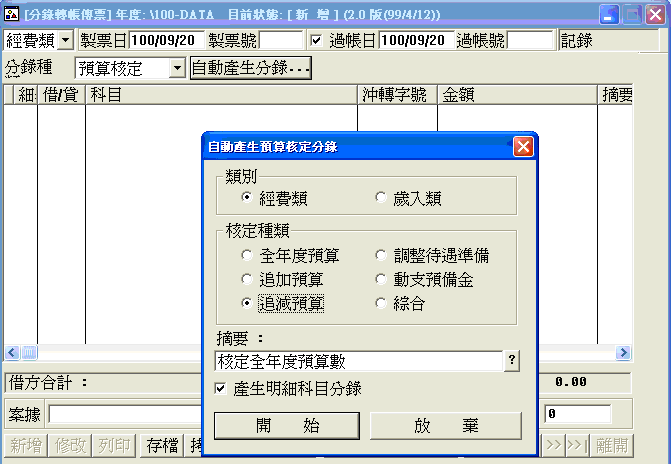 [分錄轉帳傳票] 年度: \100-DATA 目前狀態: [ 新 增 ] (2.0 版(99/4/12))
經費類 製票日 100/09/20 製票號 過帳日 100/09/20 過帳號 記錄
分錄種 預算核定 自動產生分錄...
細 借/貸 科目 沖轉字號 金額 摘要
自動產生預算核定分錄
類別
經費類 歲入類
核定種類
全年度預算 調整待遇準備
追加預算 動支預備金
追減預算 綜合
摘要 :
核定全年度預算數 ?
產生明細科目分錄
開 始 放 棄
借方合計 : 0.00
案據 0
新增 修改 列印 存檔 >> >>| 離開